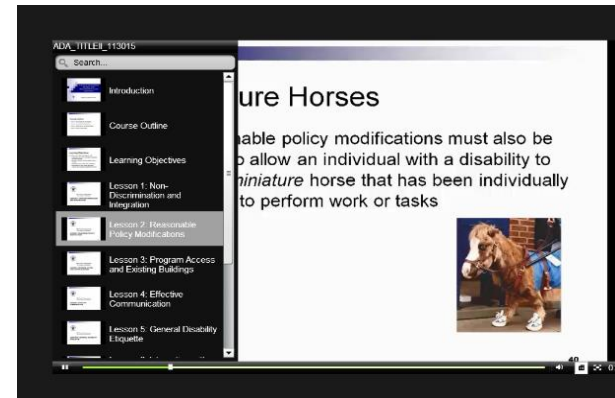 ADA_TITLEII_113015
Search...
Introduction
Course Outline
Learning Objectives
Lesson 1: Non-
Discrimination and
Integration
Lesson 2: Reasonable
Policy Modifications
Lesson 3: Program Access
and Existing Buildings
Lesson 4: Effective
Communication
Lesson 5: General Disability
Etiquette
ure Horses
nable policy modifications must also be
o allow an individual with a disability to
miniature horse that has been individually
to perform work or tasks